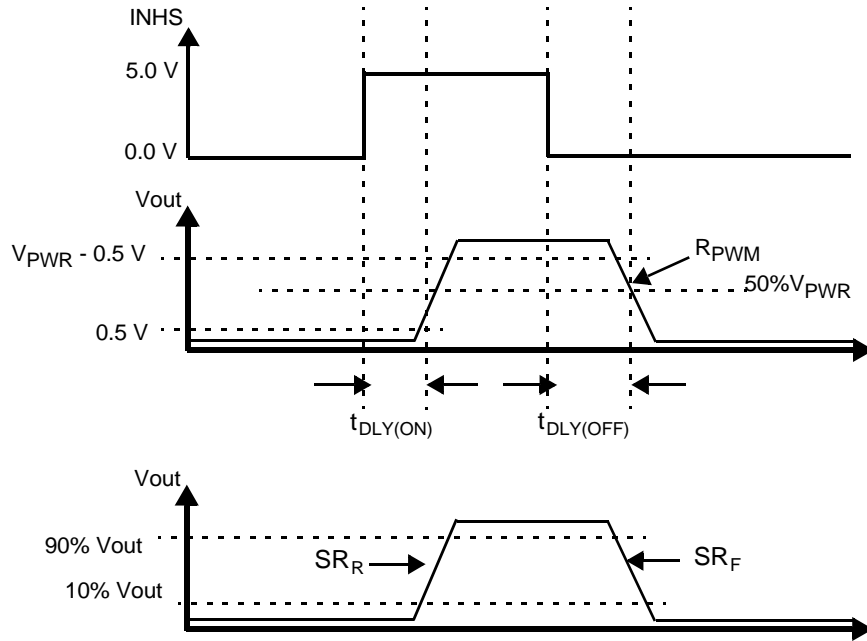 INHS
5.0 V
0.0 V
Vout
VPWR - 0.5 V
RPWM
50%VPWR
0.5 V
tDLY(ON)
tDLY(OFF)
Vout
90% Vout
SRR
SRF
10% Vout